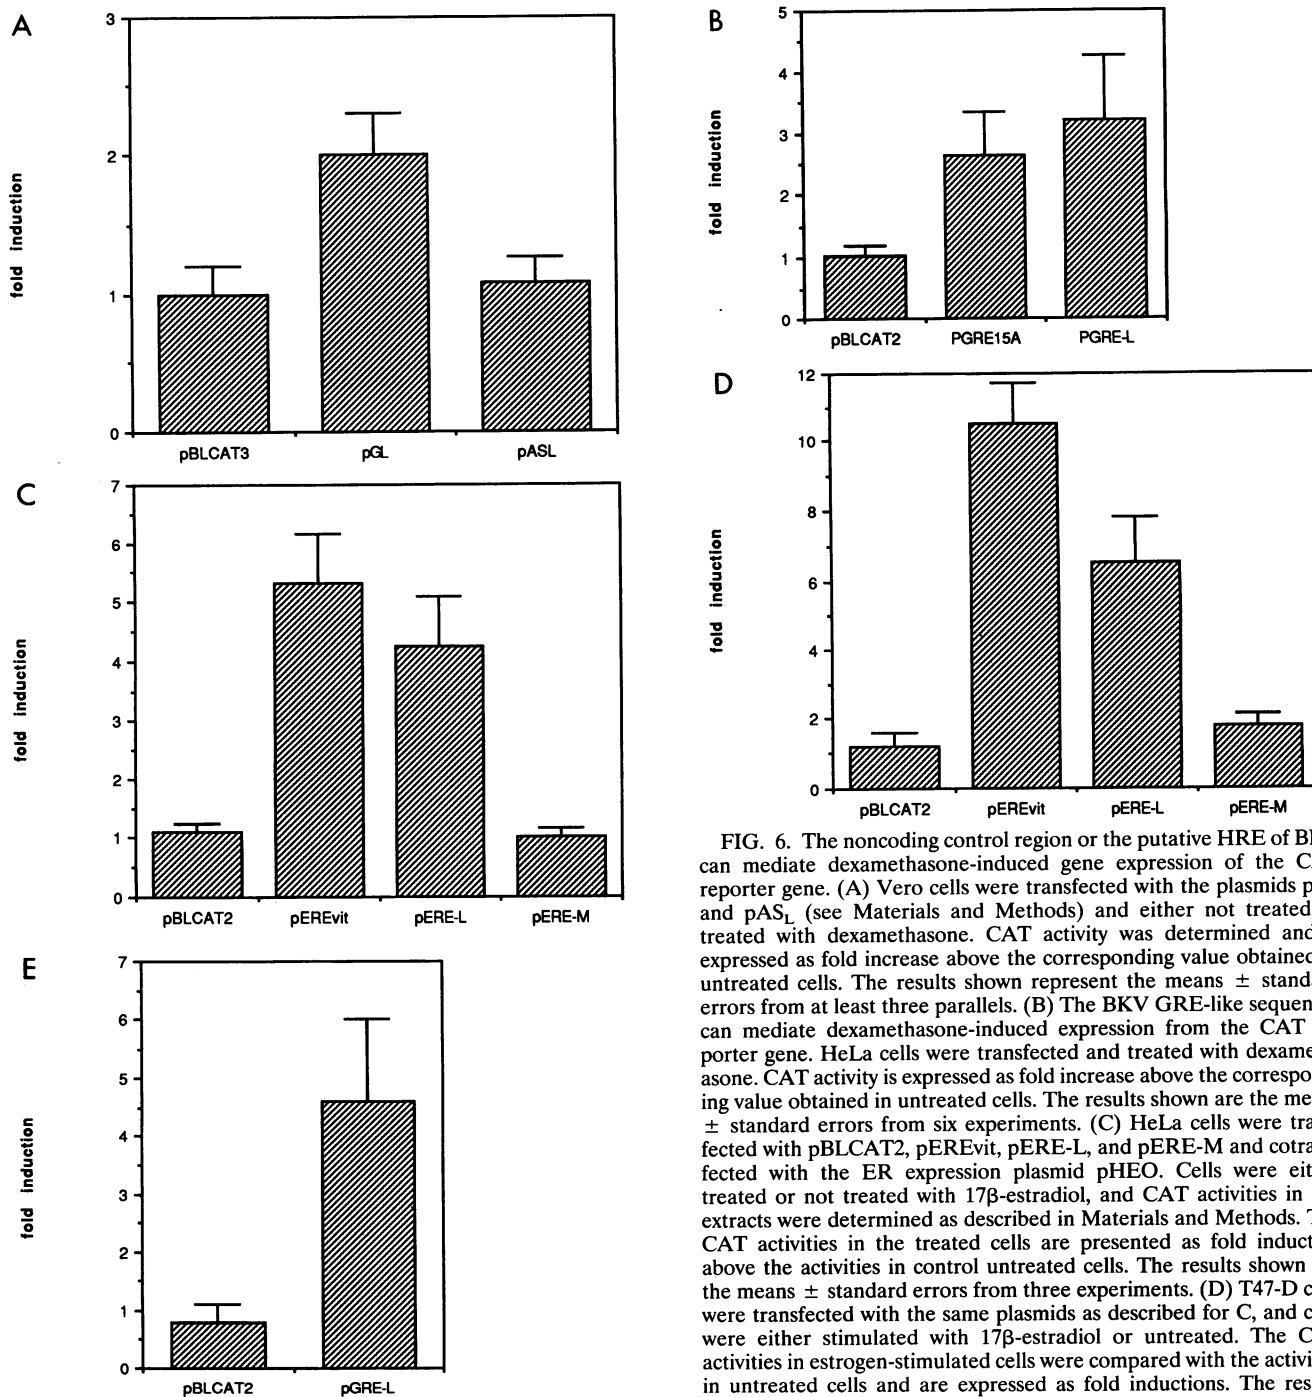 A
3
2
1
0
fold induction
pBLCAT3 pGL pASL
B
5
4
3
2
1
0
fold induction
pBLCAT2 PGRE15A PGRE-L
C
7
6
5
4
3
2
1
0
fold induction
pBLCAT2 pEREvit pERE-L pERE-M
D
12
10
8
6
4
2
0
fold induction
pBLCAT2 pEREvit pERE-L pERE-M
E
7
6
5
4
3
2
1
0
fold induction
pBLCAT2 pGRE-L
FIG. 6. The noncoding control region or the putative HRE of
can mediate dexamethasone-induced gene expression of the
reporter gene. (A) Vero cells were transfected with the plasmids
and pASL (see Materials and Methods) and either not treated
treated with dexamethasone. CAT activity was determined and
expressed as fold increase above the corresponding value obtained
untreated cells. The results shown represent the means ± stand
errors from at least three parallels. (B) The BKV GRE-like sequen
can mediate dexamethasone-induced expression from the CAT
porter gene. HeLa cells were transfected and treated with dexame
asone. CAT activity is expressed as fold increase above the correspo
ing value obtained in untreated cells. The results shown are the me
± standard errors from six experiments. (C) HeLa cells were tra
fected with pBLCAT2, pEREvit, pERE-L, and pERE-M and cotra
fected with the ER expression plasmid pHEO. Cells were eit
treated or not treated with 17β-estradiol, and CAT activities in
extracts were determined as described in Materials and Methods. T
CAT activities in the treated cells are presented as fold induct
above the activities in control untreated cells. The results shown
the means ± standard errors from three experiments. (D) T47-D c
were transfected with the same plasmids as described for C, and c
were either stimulated with 17β-estradiol or untreated. The C
activities in estrogen-stimulated cells were compared with the activi
in untreated cells and are expressed as fold inductions. The res